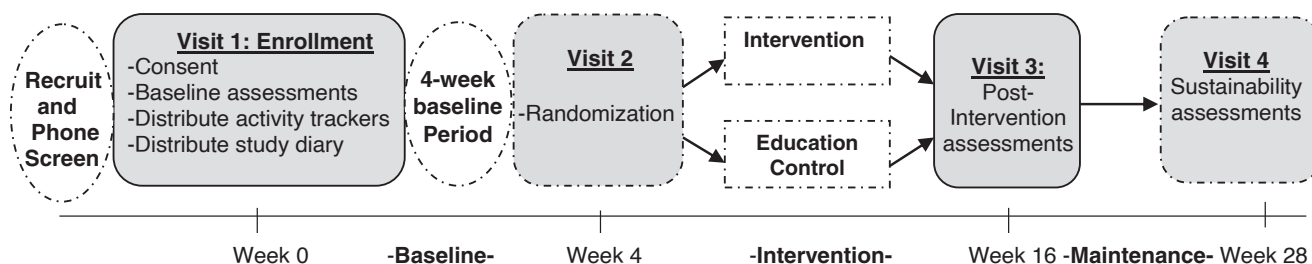 Recruit
and
Phone
Screen
Visit 1: Enrollment
-Consent
-Baseline assessments
-Distribute activity trackers
-Distribute study diary
4-week
baseline
Period
Visit 2
-Randomization
Intervention
Education
Control
Visit 3:
Post-
Intervention
assessments
Visit 4
Sustainability
assessments
Week 0 -Baseline- Week 4 -Intervention- Week 16 -Maintenance- Week 28